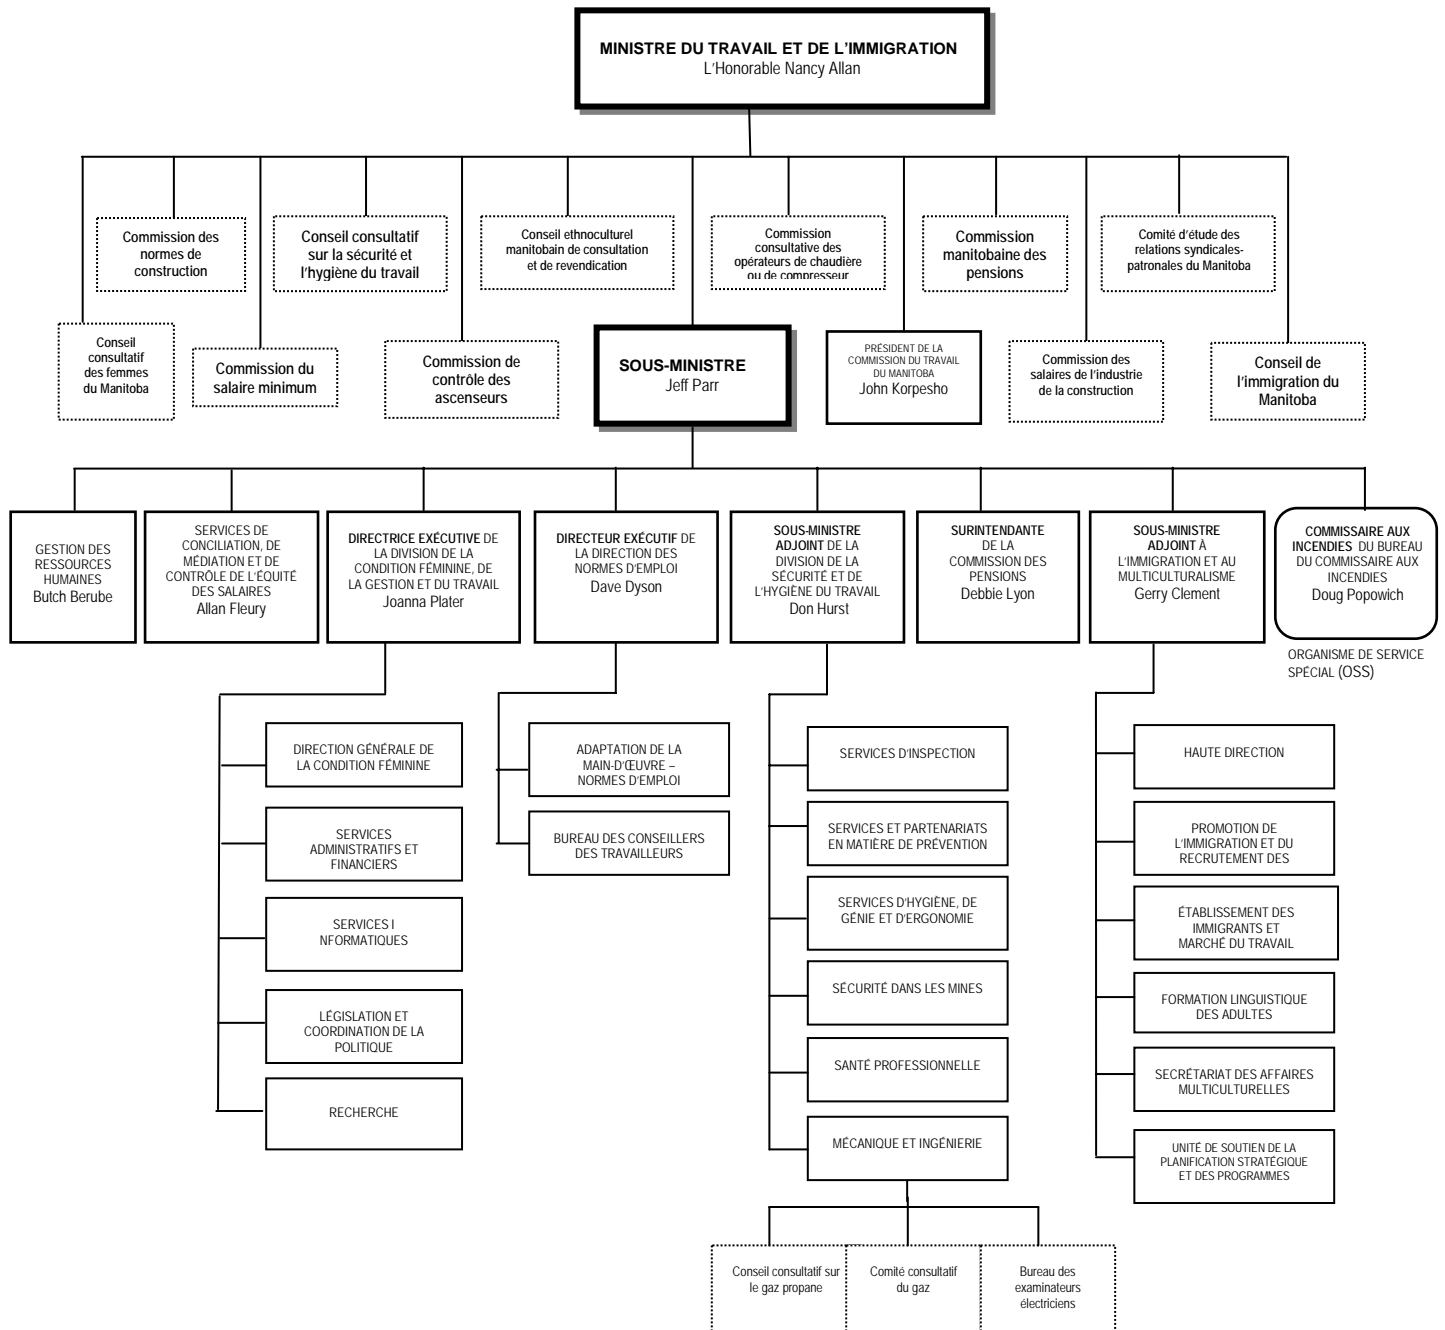 MINISTRE DU TRAVAIL ET DE L'IMMIGRATION
L'Honorable Nancy Allan
Commission des
normes de
construction
Conseil consultatif
sur la sécurité et
l'hygiène du travail
Conseil ethnoculturel
manitobain de consultation
et de revendication
Commission
consultative des
opérateurs de chaudière
ou de compresseur
Commission
manitobaine des
pensions
Comité d'étude des
relations syndicales-
patronales du Manitoba
Conseil
consultatif
des femmes
du Manitoba
Commission du
salaire minimum
Commission de
contrôle des
ascenseurs
SOUS-MINISTRE
Jeff Parr
PRÉSIDENT DE LA
COMMISSION DU TRAVAIL
DU MANITOBA
John Korpesho
Commission des
salaires de l'industrie
de la construction
Conseil de
l'immigration du
Manitoba
GESTION DES
RESSOURCES
HUMAINES
Butch Berube
SERVICES DE
CONCILIATION, DE
MÉDIATION ET DE
CONTRÔLE DE L'ÉQUITÉ
DES SALAIRES
Allan Fleury
DIRECTRICE EXÉCUTIVE DE
LA DIVISION DE LA
CONDITION FÉMININE, DE
LA GESTION ET DU TRAVAIL
Joanna Plater
DIRECTEUR EXÉCUTIF DE
LA DIRECTION DES
NORMES D'EMPLOI
Dave Dyson
SOUS-MINISTRE
ADJOINT DE LA
DIVISION DE LA
SÉCURITÉ ET DE
L'HYGIÈNE DU TRAVAIL
Don Hurst
SURINTENDANTE
DE LA
COMMISSION DES
PENSIONS
Debbie Lyon
SOUS-MINISTRE
ADJOINT À
L'IMMIGRATION ET AU
MULTICULTURALISME
Gerry Clement
COMMISSAIRE AUX
INCENDIES DU BUREAU
DU COMMISSAIRE AUX
INCENDIES
Doug Popowich
ORGANISME DE SERVICE
SPÉCIAL (OSS)
DIRECTION GÉNÉRALE DE
LA CONDITION FÉMININE
SERVICES
ADMINISTRATIFS ET
FINANCIERS
SERVICES I
NFORMATIQUES
LÉGISLATION ET
COORDINATION DE LA
POLITIQUE
RECHERCHE
ADAPTATION DE LA
MAIN-D'ŒUVRE –
NORMES D'EMPLOI
BUREAU DES CONSEILLERS
DES TRAVAILLEURS
SERVICES D'INSPECTION
SERVICES ET PARTENARIATS
EN MATIÈRE DE PRÉVENTION
SERVICES D'HYGIÈNE, DE
GÉNIE ET D'ERGONOMIE
SÉCURITÉ DANS LES MINES
SANTÉ PROFESSIONNELLE
MÉCANIQUE ET INGÉNIERIE
HAUTE DIRECTION
PROMOTION DE
L'IMMIGRATION ET DU
RECRUTEMENT DES
ÉTABLISSEMENT DES
IMMIGRANTS ET
MARCHÉ DU TRAVAIL
FORMATION LINGUISTIQUE
DES ADULTES
SECRÉTARIAT DES AFFAIRES
MULTICULTURELLES
UNITÉ DE SOUTIEN DE LA
PLANIFICATION STRATÉGIQUE
ET DES PROGRAMMES
Conseil consultatif sur
le gaz propane
Comité consultatif
du gaz
Bureau des
examinateurs
électriciens